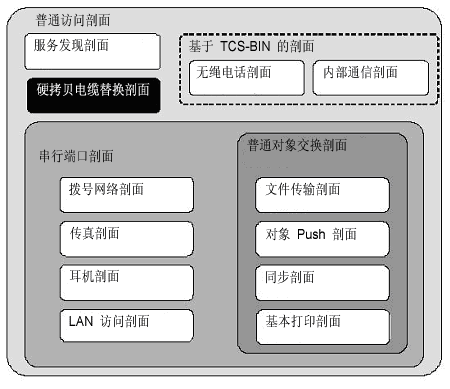 普通访问剖面
服务发现剖面
基于 TCS-BIN 的剖面
无绳电话剖面
内部通信剖面
硬拷贝电缆替换剖面
串行端口剖面
普通对象交换剖面
拨号网络剖面
文件传输剖面
传真剖面
对象 Push 剖面
耳机剖面
同步剖面
LAN 访问剖面
基本打印剖面